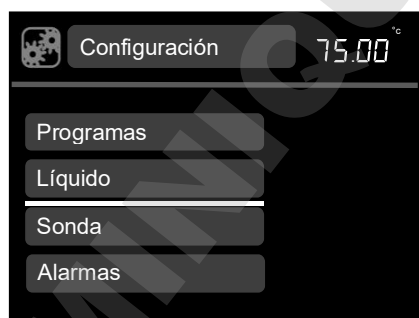 Configuración
75.00 °c
Programas
Líquido
Sonda
Alarmas